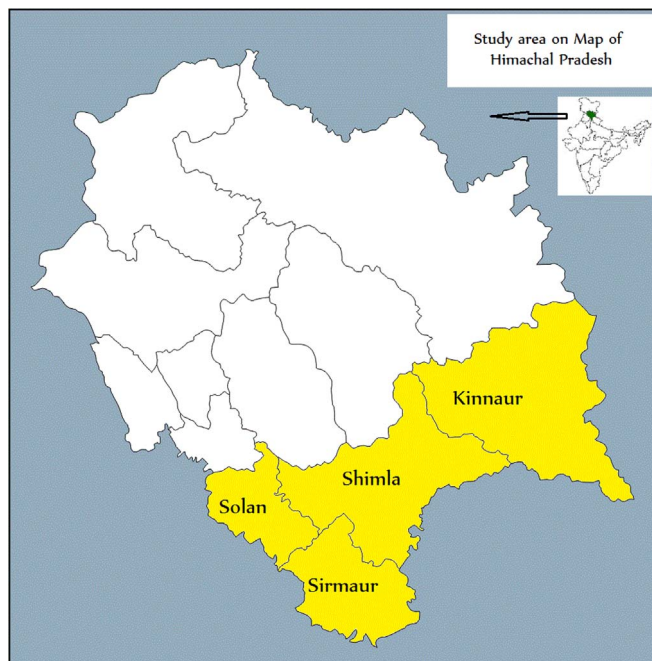 Study area on Map of
Himachal Pradesh
Kinnaur
Shimla
Solan
Sirmaur